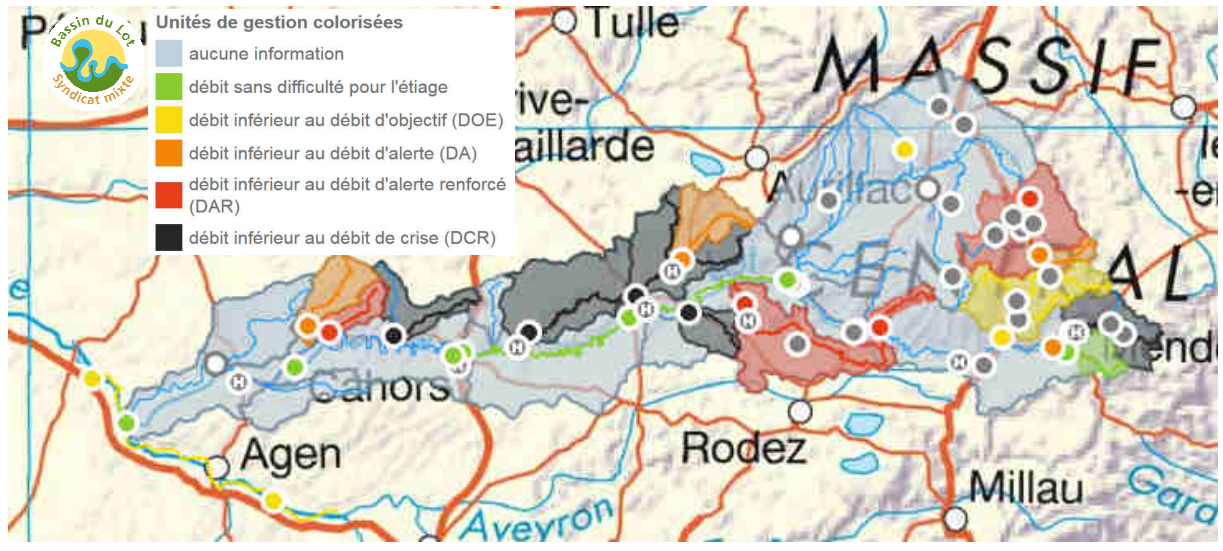 Bassin du Lot
Syndicat mixte
Unités de gestion colorisées
aucune information
débit sans difficulté pour l'étiage
débit inférieur au débit d'objectif (DOE)
débit inférieur au débit d'alerte (DA)
débit inférieur au débit d'alerte renforcé
(DAR)
débit inférieur au débit de crise (DCR)
Tulle
MASSIF
ive-
aillarde
Aurillac
CEN
AL
H
H
H
H
H
H
H
H
Cahors
Mende
Agen
Rodez
Millau
Aveyron
Gard